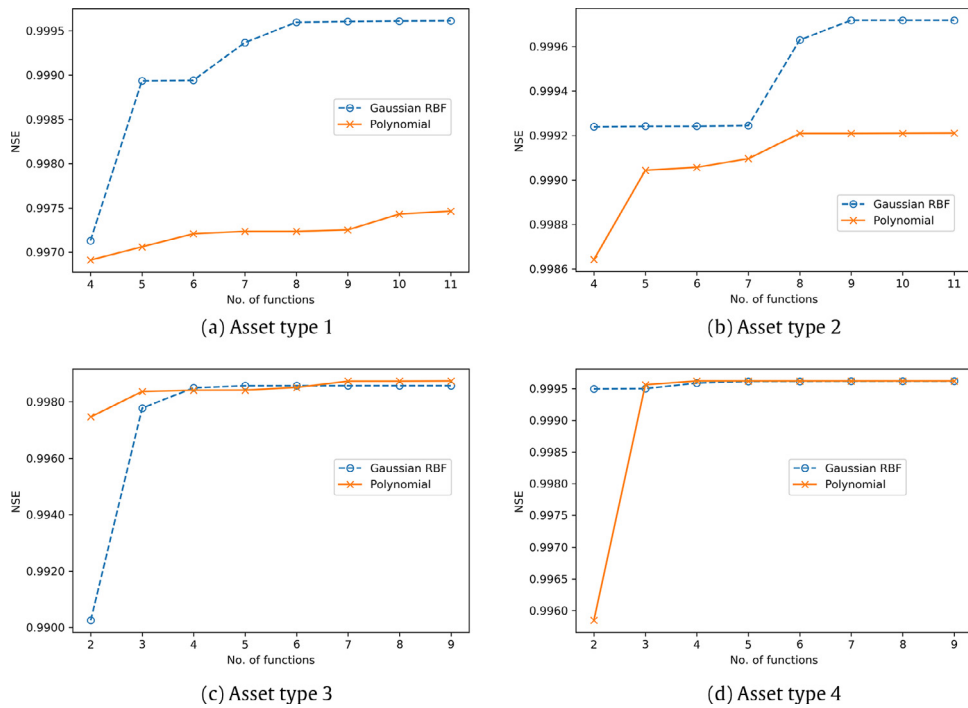 0.9995
0.9990
0.9985
0.9980
0.9975
0.9970
NSE
Gaussian RBF
Polynomial
4 5 6 7 8 9 10 11
No. of functions
(a) Asset type 1
0.9996
0.9994
0.9992
0.9990
0.9988
0.9986
NSE
Gaussian RBF
Polynomial
4 5 6 7 8 9 10 11
No. of functions
(b) Asset type 2
0.9980
0.9960
0.9940
0.9920
0.9900
NSE
Gaussian RBF
Polynomial
2 3 4 5 6 7 8 9
No. of functions
(c) Asset type 3
0.9995
0.9990
0.9985
0.9980
0.9975
0.9970
0.9965
0.9960
NSE
Gaussian RBF
Polynomial
2 3 4 5 6 7 8 9
No. of functions
(d) Asset type 4